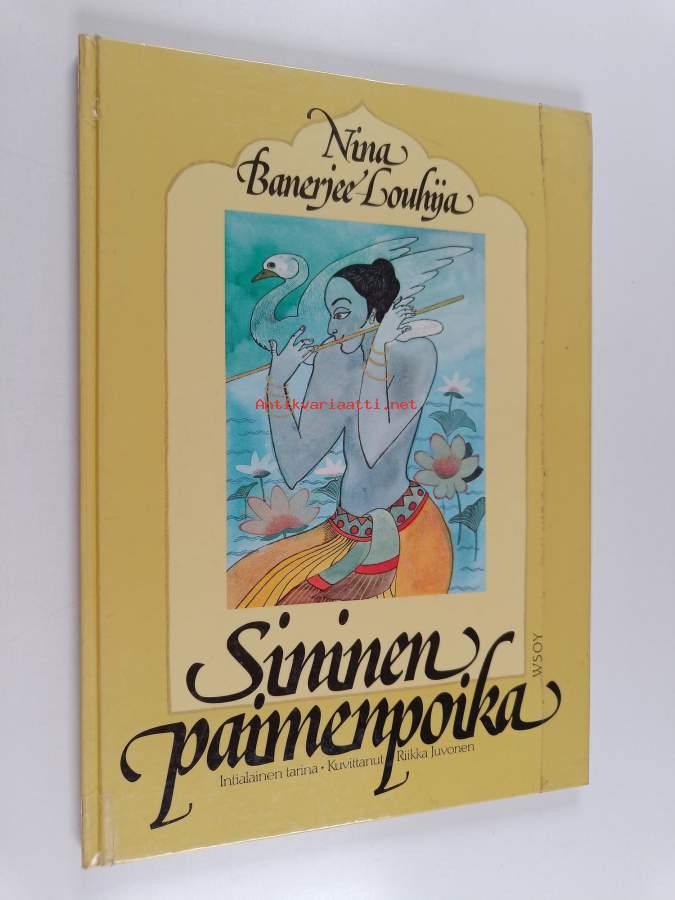 Nina
Banerjee-Louhija
Antikvariaatti.net
WSOY
Sininen
paimenpoika
Intialainen tarina • Kuvittanut Riikka Juvonen